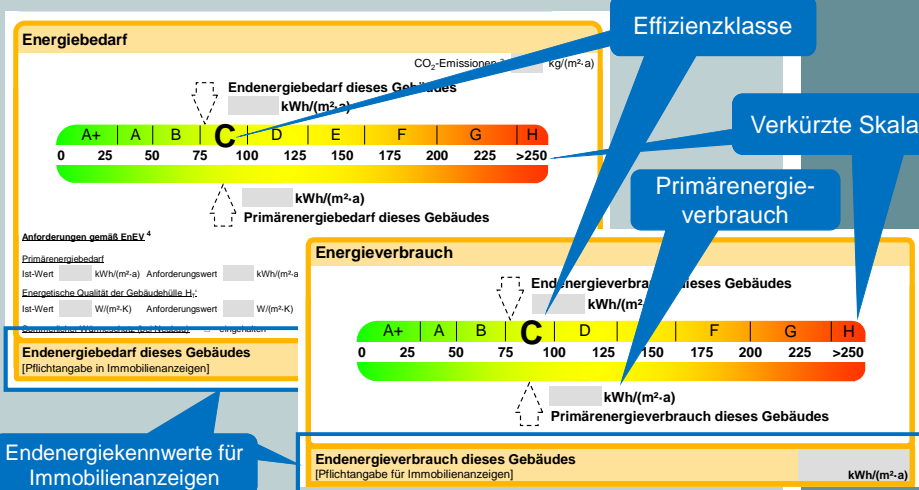 Effizienzklasse
Verkürzte Skala
Primärenergie-
verbrauch
Endenergiekennwerte für
Immobilienanzeigen
Energiebedarf
CO2-Emissionen kg/(m²·a)
Endenergiebedarf dieses Gebäudes
kWh/(m²·a)
A+ A B C D E F G H
0 25 50 75 100 125 150 175 200 225 >250
kWh/(m²·a)
Primärenergiebedarf dieses Gebäudes
Anforderungen gemäß EnEV 4
Primärenergiebedarf
Ist-Wert kWh/(m²·a) Anforderungswert kWh/(m²·a
Energetische Qualität der Gebäudehülle HT'
Ist-Wert W/(m²·K) Anforderungswert W/(m²·K)
eingehalten
Endenergiebedarf dieses Gebäudes
[Pflichtangabe in Immobilienanzeigen]
Energieverbrauch
Endenergieverbrauch dieses Gebäudes
kWh/(m²
A+ A B C D F G H
0 25 50 75 100 125 150 175 200 225 >250
kWh/(m²·a)
Primärenergieverbrauch dieses Gebäudes
Endenergieverbrauch dieses Gebäudes
[Pflichtangabe für Immobilienanzeigen]
kWh/(m²·a)